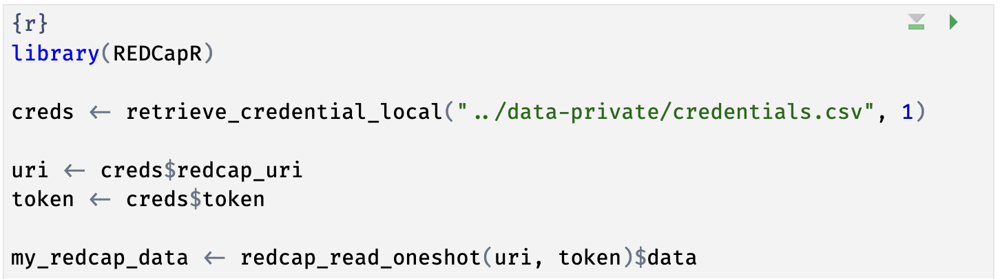 {r}
library(REDCapR)
creds <- retrieve_credential_local("../data-private/credentials.csv", 1)
uri <- creds$redcap_uri
token <- creds$token
my_redcap_data <- redcap_read_oneshot(uri, token)$data